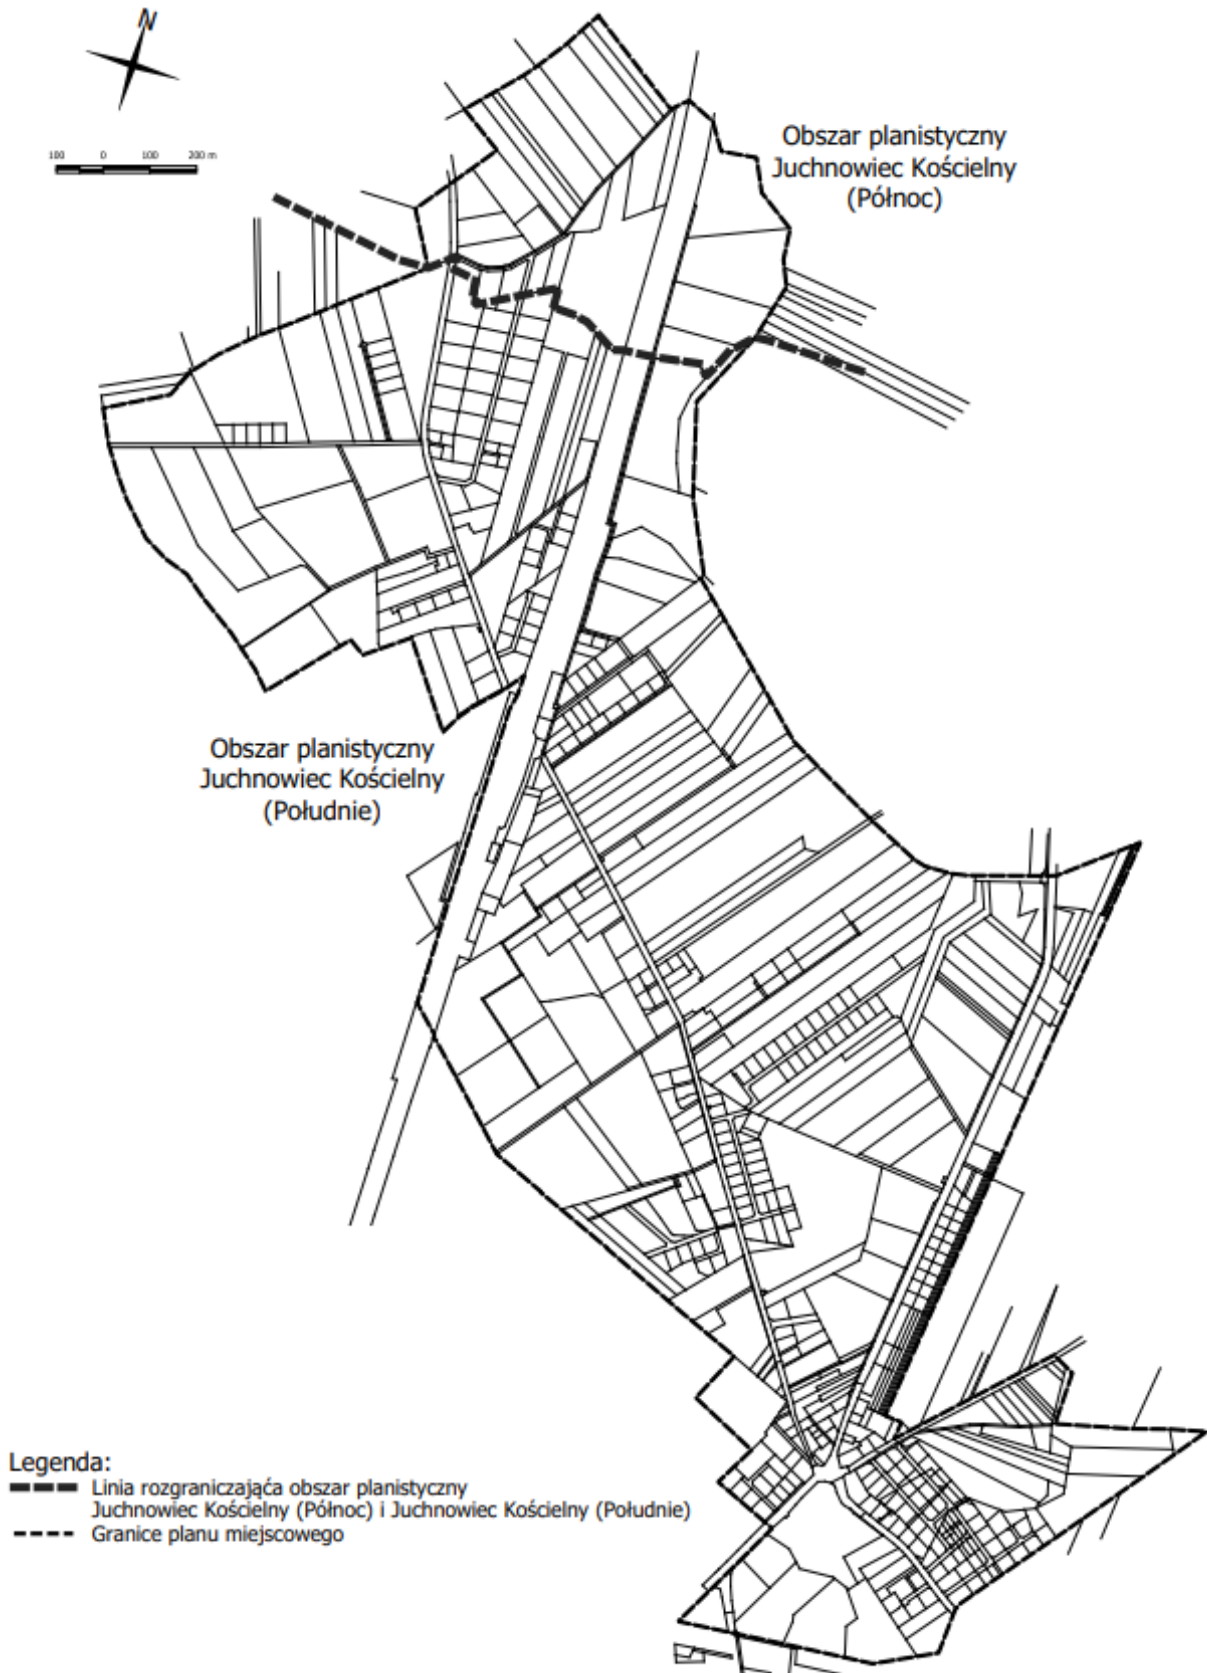 N
100 0 100 200 m
Obszar planistyczny
Juchnowiec Kościelny
(Północ)
Obszar planistyczny
Juchnowiec Kościelny
(Południe)
Legenda:
Linia rozgraniczająća obszar planistyczny
Juchnowiec Kościelny (Północ) i Juchnowiec Kościelny (Południe)
Granice planu miejscowego